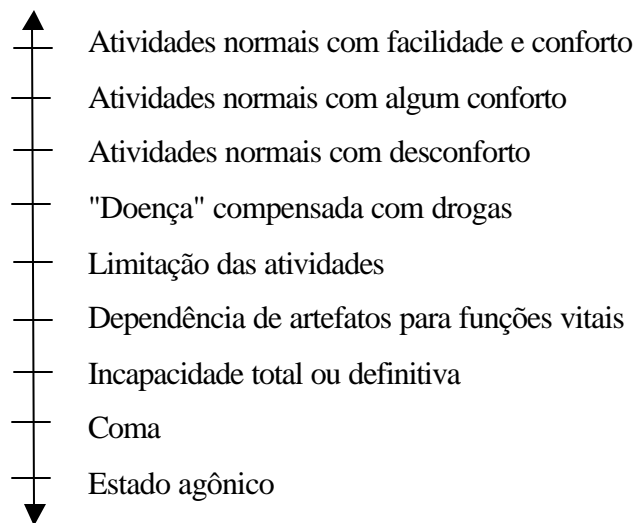 Atividades normais com facilidade e conforto
Atividades normais com algum conforto
Atividades normais com desconforto
"Doença" compensada com drogas
Limitação das atividades
Dependência de artefatos para funções vitais
Incapacidade total ou definitiva
Coma
Estado agônico